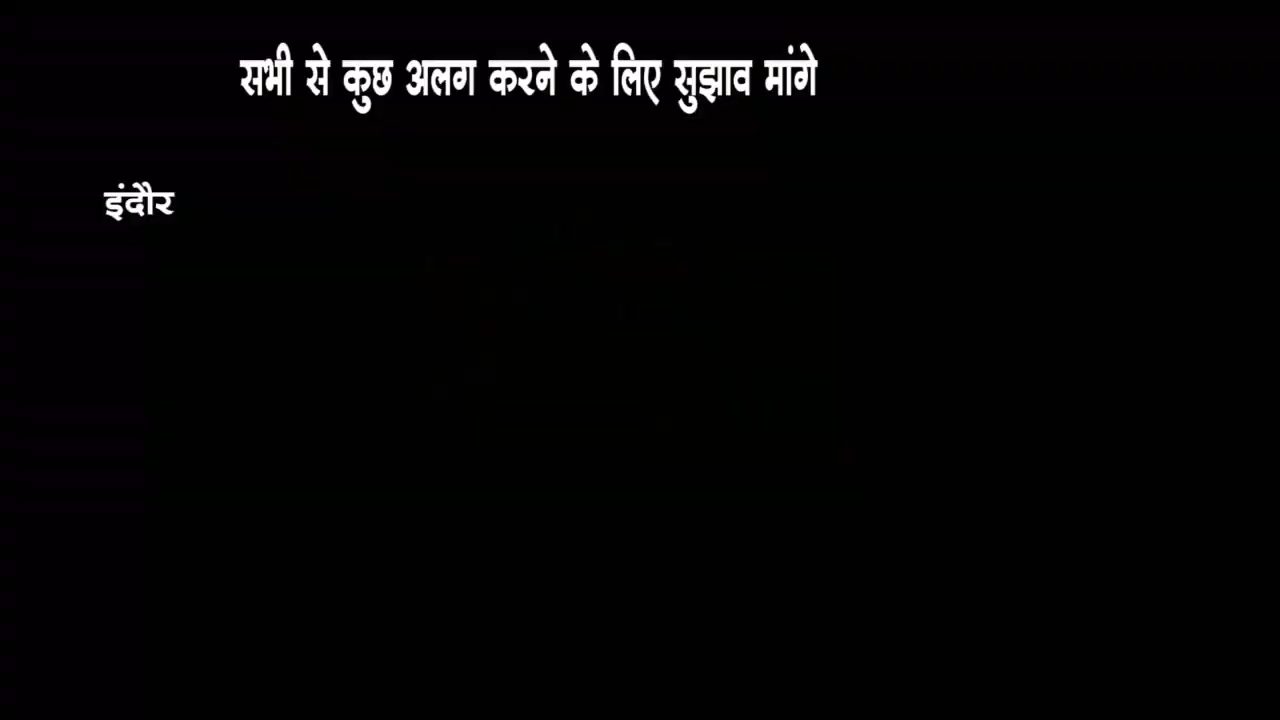 सभी से कुछ अलग करने के लिए सुझाव मांगे
इंदौर